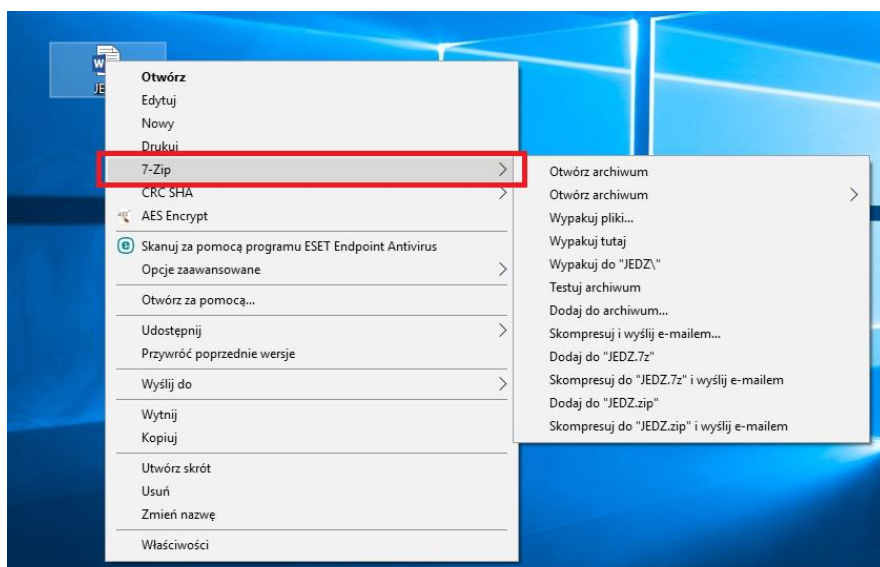 W
JE
Otwórz
Edytuj
Nowy
Drukuj
7-Zip
CRC SHA
AES Encrypt
Skanuj za pomocą programu ESET Endpoint Antivirus
Opcje zaawansowane
Otwórz za pomocą...
Udostępnij
Przywróć poprzednie wersje
Wyślij do
Wytnij
Kopiuj
Utwórz skrót
Usuń
Zmień nazwę
Właściwości
Otwórz archiwum
Otwórz archiwum
Wypakuj pliki...
Wypakuj tutaj
Wypakuj do "JEDZ\"
Testuj archiwum
Dodaj do archiwum...
Skompresuj i wyślij e-mailem...
Dodaj do "JEDZ.7z"
Skompresuj do "JEDZ.7z" i wyślij e-mailem
Dodaj do "JEDZ.zip"
Skompresuj do "JEDZ.zip" i wyślij e-mailem